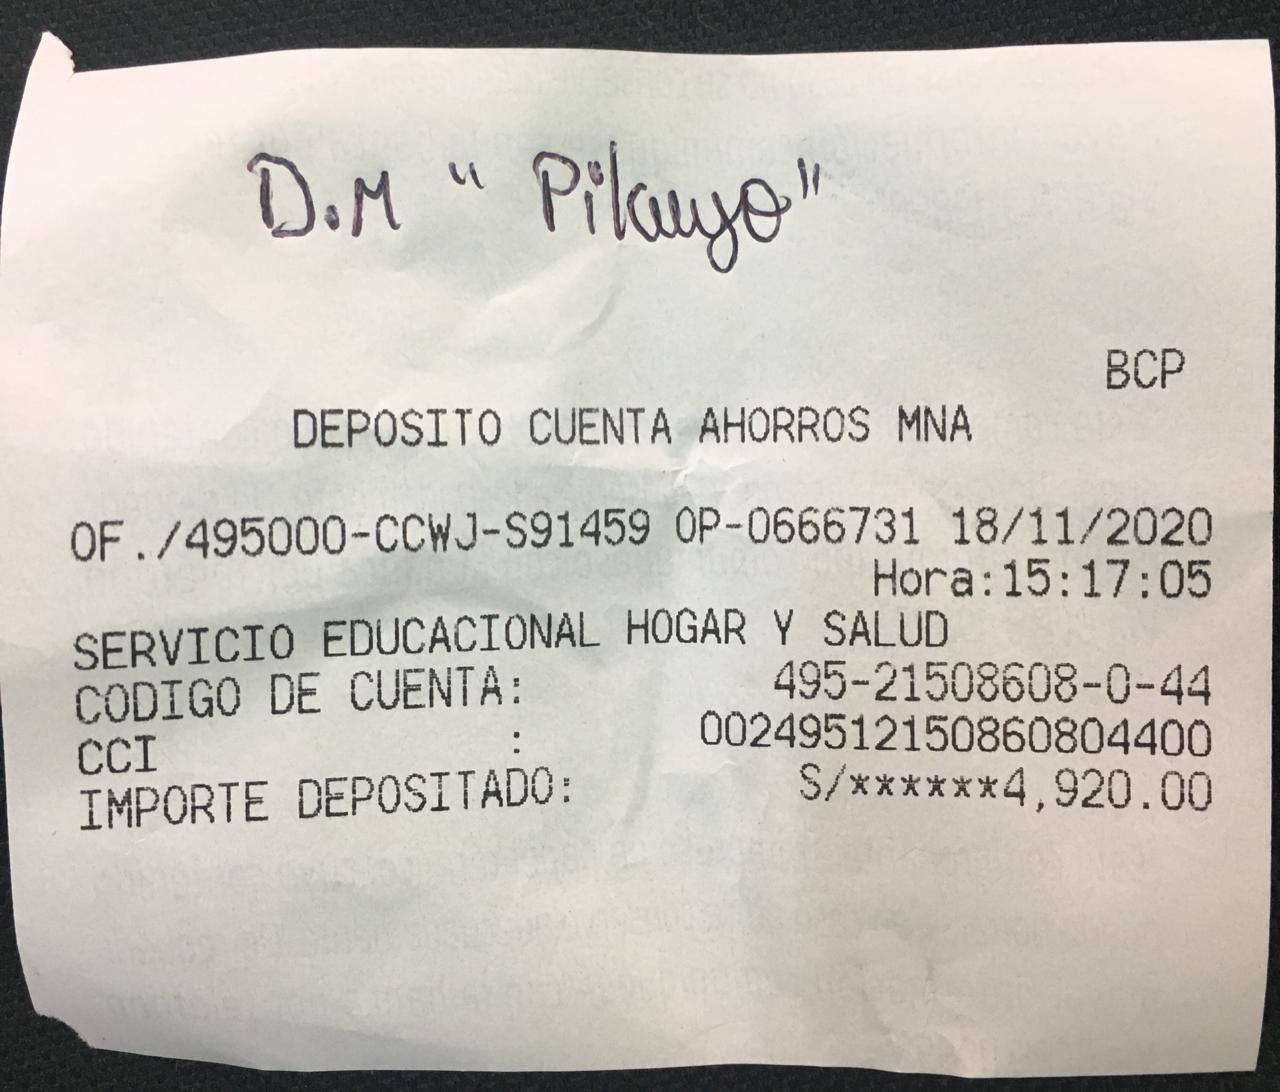 D.M "Pilcuyo"
BCP
DEPOSITO CUENTA AHORROS MNA
OF./495000-CCWJ-S91459 OP-0666731 18/11/2020
Hora:15:17:05
SERVICIO EDUCACIONAL HOGAR Y SALUD
CODIGO DE CUENTA: 495-21508608-0-44
CCI : 00249512150860804400
IMPORTE DEPOSITADO: S/******4,920.00